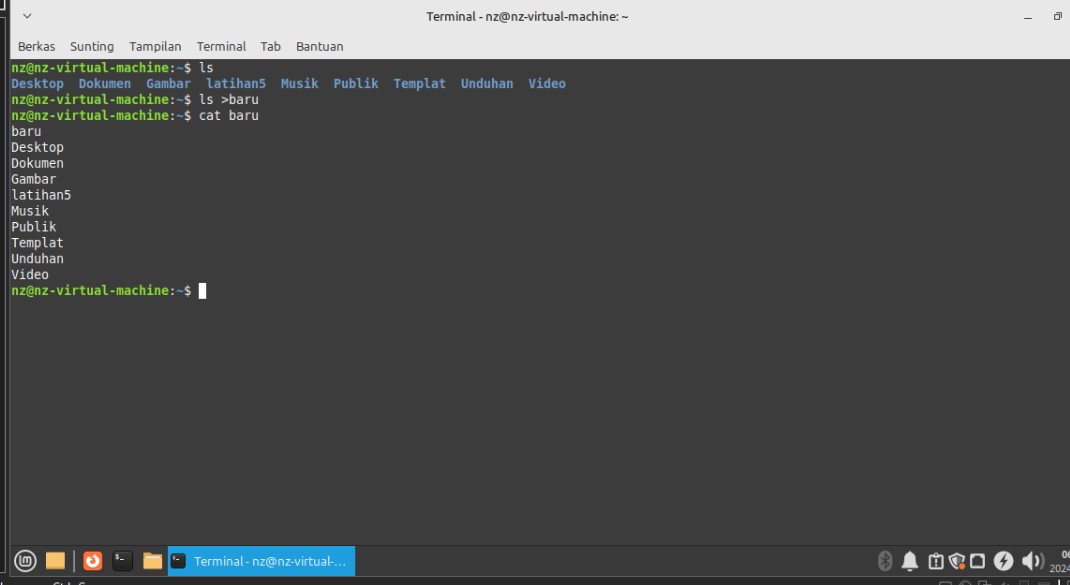 Terminal - nz@nz-virtual-machine: ~
Berkas Sunting Tampilan Terminal Tab Bantuan
nz@nz-virtual-machine:~$ ls
Desktop Dokumen Gambar latihan5 Musik Publik Templat Unduhan Video
nz@nz-virtual-machine:~$ ls >baru
nz@nz-virtual-machine:~$ cat baru
baru
Desktop
Dokumen
Gambar
latihan5
Musik
Publik
Templat
Unduhan
Video
nz@nz-virtual-machine:~$
Terminal - nz@nz-virtual-...
06
2024